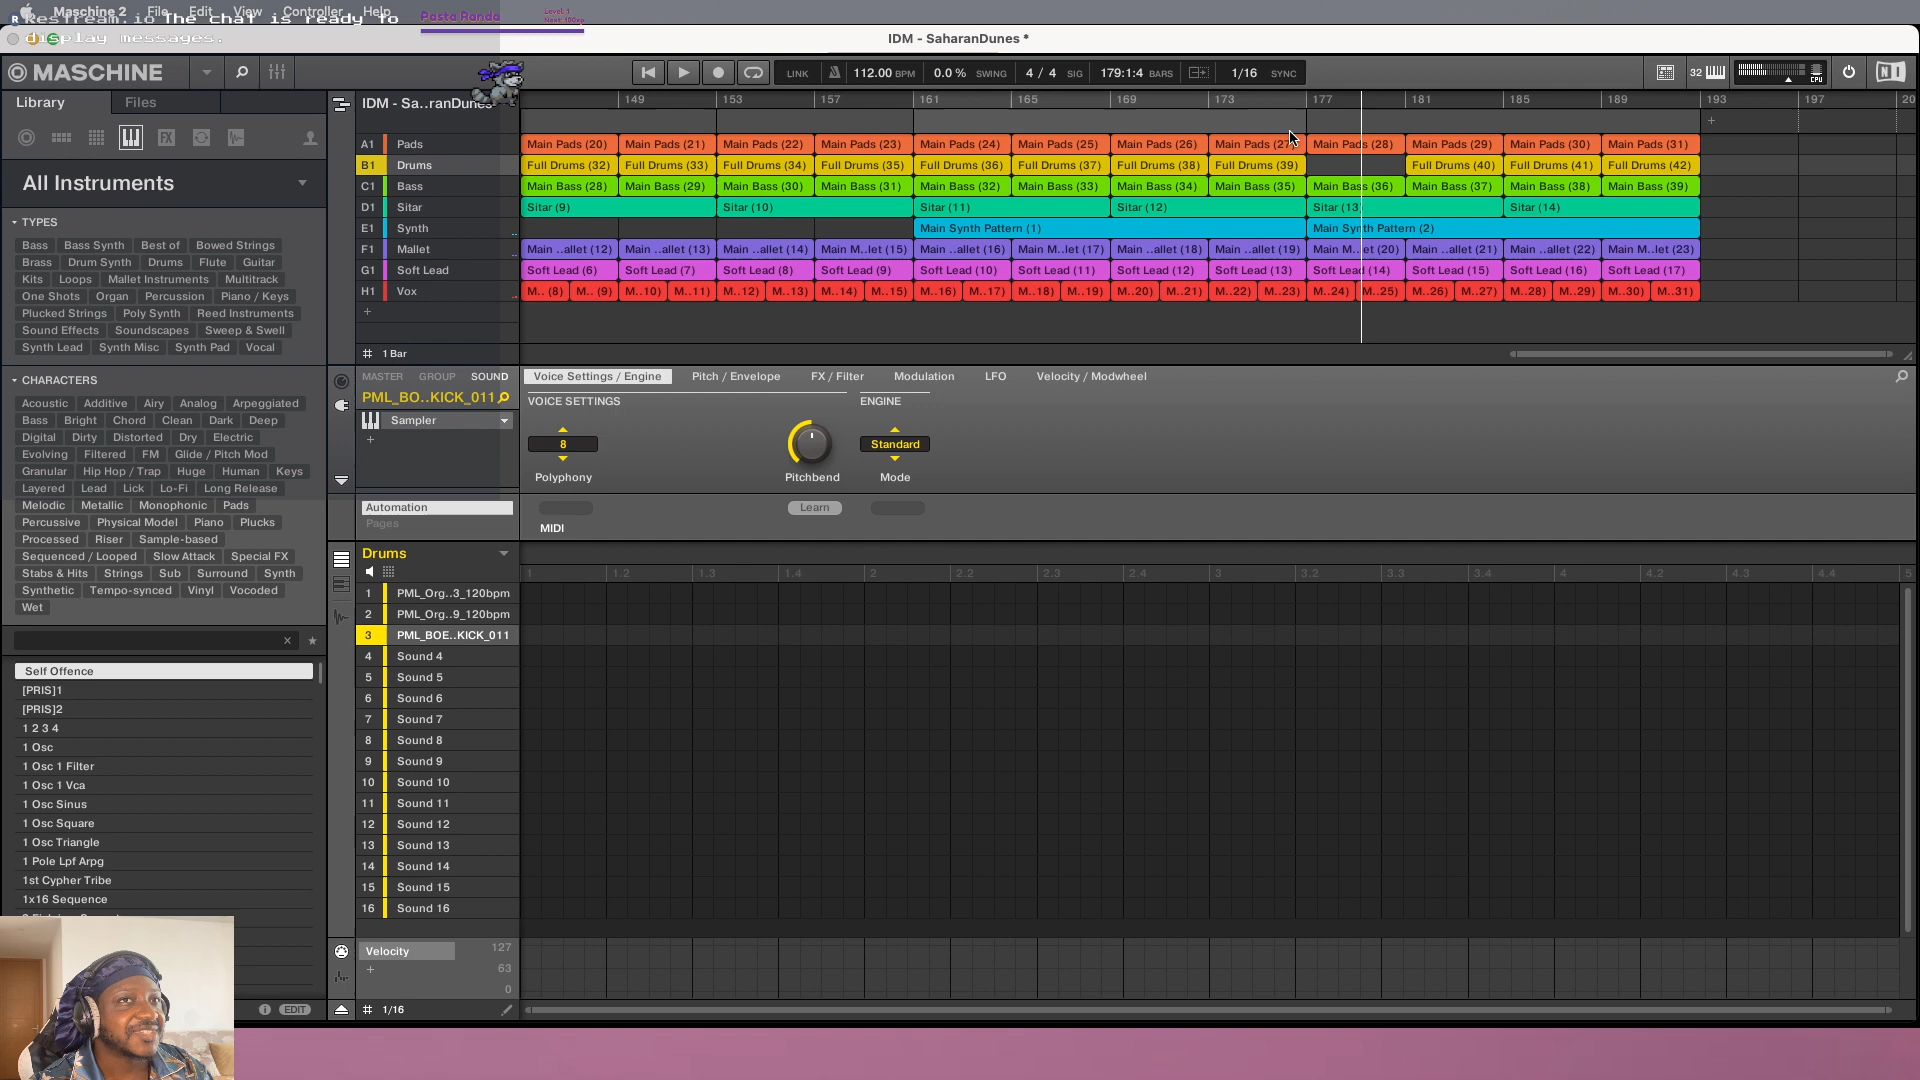 Maschine 2 File Edit View Controller Help
Restream.io The chat is ready to
display messages.
Pasta Randa
Level: 1
Next: 100xp
IDM - SaharanDunes *
MASCHINE
LINK 112.00 BPM 0.0 % SWING 4 / 4 SIG 179:1:4 BARS 1/16 SYNC
32 CPU
Library Files
IDM - Sa..ranDunes
149 153 157 161 165 169 173 177 181 185 189 193 197 20
A1 Pads Main Pads (20) Main Pads (21) Main Pads (22) Main Pads (23) Main Pads (24) Main Pads (25) Main Pads (26) Main Pads (27) Main Pads (28) Main Pads (29) Main Pads (30) Main Pads (31)
B1 Drums Full Drums (32) Full Drums (33) Full Drums (34) Full Drums (35) Full Drums (36) Full Drums (37) Full Drums (38) Full Drums (39) Full Drums (40) Full Drums (41) Full Drums (42)
C1 Bass Main Bass (28) Main Bass (29) Main Bass (30) Main Bass (31) Main Bass (32) Main Bass (33) Main Bass (34) Main Bass (35) Main Bass (36) Main Bass (37) Main Bass (38) Main Bass (39)
D1 Sitar Sitar (9) Sitar (10) Sitar (11) Sitar (12) Sitar (13) Sitar (14)
E1 Synth Main Synth Pattern (1) Main Synth Pattern (2)
F1 Mallet Main ..allet (12) Main ..allet (13) Main ..allet (14) Main M..let (15) Main ..allet (16) Main M..let (17) Main ..allet (18) Main ..allet (19) Main M..et (20) Main ..allet (21) Main ..allet (22) Main M..let (23)
G1 Soft Lead Soft Lead (6) Soft Lead (7) Soft Lead (8) Soft Lead (9) Soft Lead (10) Soft Lead (11) Soft Lead (12) Soft Lead (13) Soft Lead (14) Soft Lead (15) Soft Lead (16) Soft Lead (17)
H1 Vox M.. (8) M.. (9) M...10) M...11) M...12) M...13) M...14) M...15) M...16) M...17) M...18) M...19) M...20) M...21) M...22) M...23) M...24) M...25) M...26) M...27) M...28) M...29) M...30) M...31)
1 Bar
All Instruments
TYPES
Bass Bass Synth Best of Bowed Strings
Brass Drum Synth Drums Flute Guitar
Kits Loops Mallet Instruments Multitrack
One Shots Organ Percussion Piano / Keys
Plucked Strings Poly Synth Reed Instruments
Sound Effects Soundscapes Sweep & Swell
Synth Lead Synth Misc Synth Pad Vocal
CHARACTERS
Acoustic Additive Airy Analog Arpeggiated
Bass Bright Chord Clean Dark Deep
Digital Dirty Distorted Dry Electric
Evolving Filtered FM Glide / Pitch Mod
Granular Hip Hop / Trap Huge Human Keys
Layered Lead Lick Lo-Fi Long Release
Melodic Metallic Monophonic Pads
Percussive Physical Model Piano Plucks
Processed Riser Sample-based
Sequenced / Looped Slow Attack Special FX
Stabs & Hits Strings Sub Surround Synth
Synthetic Tempo-synced Vinyl Vocoded
Wet
Self Offence
[PRIS]1
[PRIS]2
1 2 3 4
1 Osc
1 Osc 1 Filter
1 Osc 1 Vca
1 Osc Sinus
1 Osc Square
1 Osc Triangle
1 Pole Lpf Arpg
1st Cypher Tribe
1x16 Sequence
EDIT
MASTER GROUP SOUND
PML_BO..KICK_011
Sampler
Automation
Pages
Voice Settings / Engine Pitch / Envelope FX / Filter Modulation LFO Velocity / Modwheel
VOICE SETTINGS ENGINE
8 Standard
Polyphony Pitchbend Mode
Learn
MIDI
Drums
1 1.2 1.3 1.4 2 2.2 2.3 2.4 3 3.2 3.3 3.4 4 4.2 4.3 4.4 5
1 PML_Org..3_120bpm
2 PML_Org..9_120bpm
3 PML_BOE..KICK_011
4 Sound 4
5 Sound 5
6 Sound 6
7 Sound 7
8 Sound 8
9 Sound 9
10 Sound 10
11 Sound 11
12 Sound 12
13 Sound 13
14 Sound 14
15 Sound 15
16 Sound 16
Velocity 127
63
0
1/16